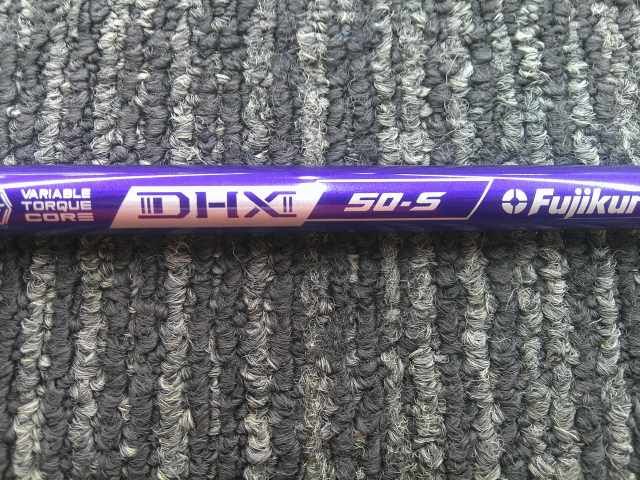 VARIABLE
TORQUE
CORE
DHX
50-S
Fujikur